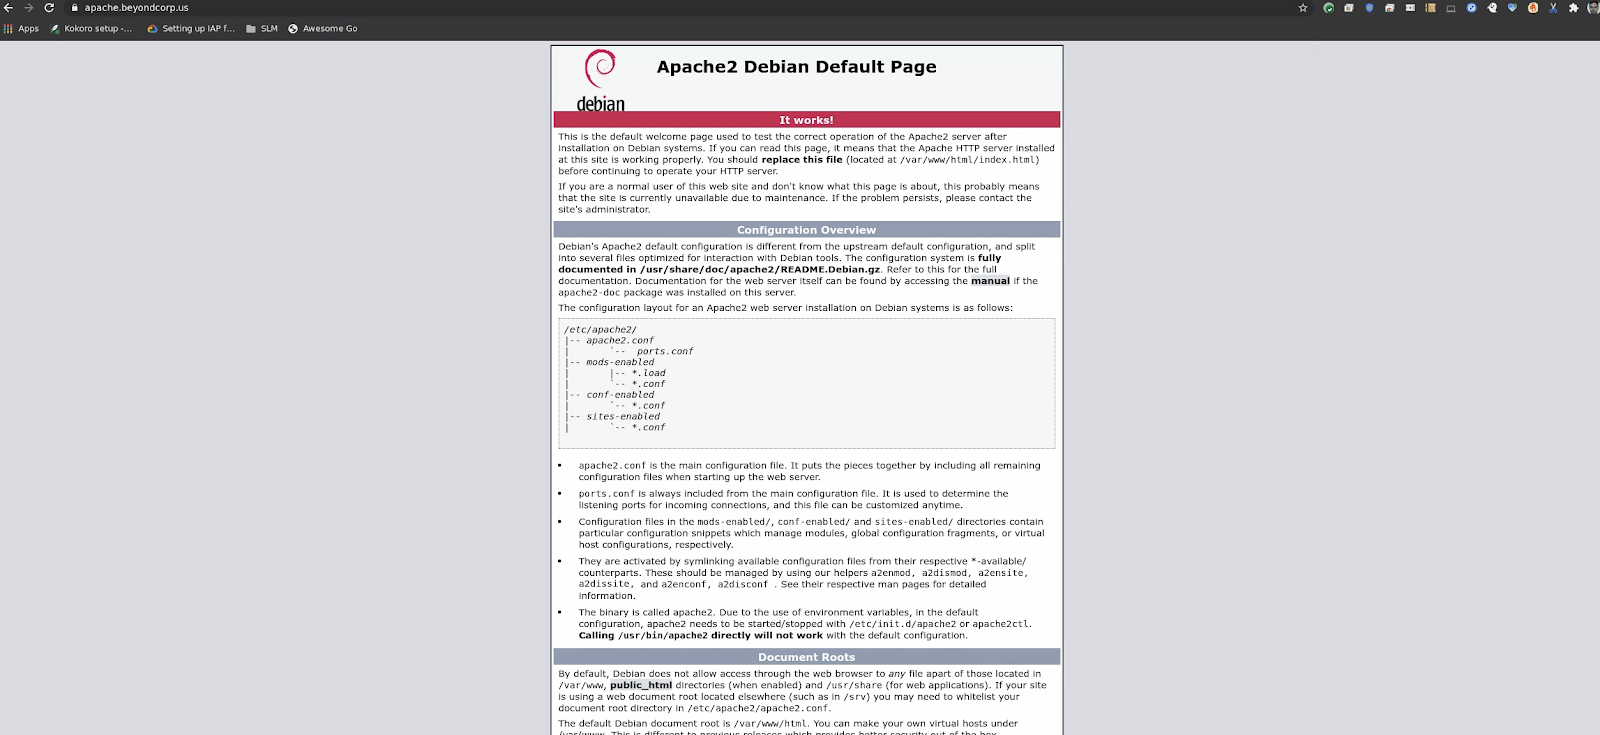 apache.beyondcorp.us
Apps
Kokoro setup -...
Setting up IAP f...
SLM
Awesome Go
debian
Apache2 Debian Default Page
It works!
This is the default welcome page used to test the correct operation of the Apache2 server after
installation on Debian systems. If you can read this page, it means that the Apache HTTP server installed
at this site is working properly. You should replace this file (located at /var/www/html/index.html)
before continuing to operate your HTTP server.
If you are a normal user of this web site and don't know what this page is about, this probably means
that the site is currently unavailable due to maintenance. If the problem persists, please contact the
site's administrator.
Configuration Overview
Debian's Apache2 default configuration is different from the upstream default configuration, and split
into several files optimized for interaction with Debian tools. The configuration system is fully
documented in /usr/share/doc/apache2/README.Debian.gz. Refer to this for the full
documentation. Documentation for the web server itself can be found by accessing the manual if the
apache2-doc package was installed on this server.
The configuration layout for an Apache2 web server installation on Debian systems is as follows:
/etc/apache2/
|-- apache2.conf
|       `--  ports.conf
|-- mods-enabled
|       |-- *.load
|       `-- *.conf
|-- conf-enabled
|       `-- *.conf
|-- sites-enabled
|       `-- *.conf
• apache2.conf is the main configuration file. It puts the pieces together by including all remaining
configuration files when starting up the web server.
• ports.conf is always included from the main configuration file. It is used to determine the
listening ports for incoming connections, and this file can be customized anytime.
• Configuration files in the mods-enabled/, conf-enabled/ and sites-enabled/ directories contain
particular configuration snippets which manage modules, global configuration fragments, or virtual
host configurations, respectively.
• They are activated by symlinking available configuration files from their respective *-available/
counterparts. These should be managed by using our helpers a2enmod, a2dismod, a2ensite,
a2dissite, and a2enconf, a2disconf . See their respective man pages for detailed
information.
• The binary is called apache2. Due to the use of environment variables, in the default
configuration, apache2 needs to be started/stopped with /etc/init.d/apache2 or apache2ctl.
Calling /usr/bin/apache2 directly will not work with the default configuration.
Document Roots
By default, Debian does not allow access through the web browser to any file apart of those located in
/var/www, public_html directories (when enabled) and /usr/share (for web applications). If your site
is using a web document root located elsewhere (such as in /srv) you may need to whitelist your
document root directory in /etc/apache2/apache2.conf.
The default Debian document root is /var/www/html. You can make your own virtual hosts under
/var/www. This is different to previous releases which provides better security out of the box.